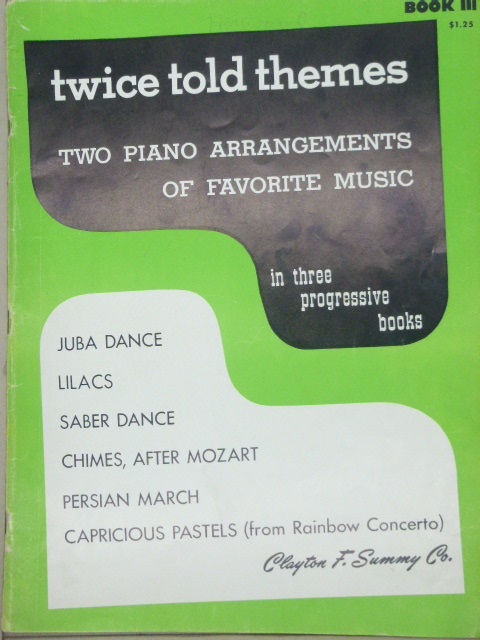 BOOK III
$1.25
twice told themes
TWO PIANO ARRANGEMENTS
OF FAVORITE MUSIC
in three
progressive
books
JUBA DANCE
LILACS
SABER DANCE
CHIMES, AFTER MOZART
PERSIAN MARCH
CAPRICIOUS PASTELS (from Rainbow Concerto)
Clayton F. Summy Co.